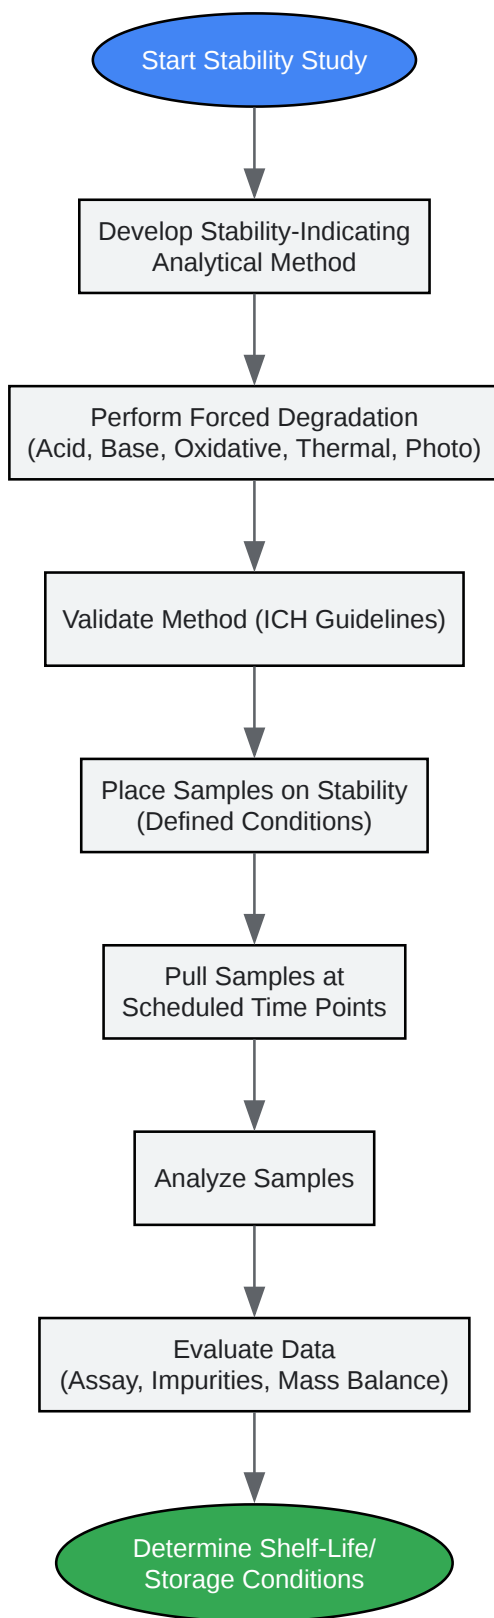 Start Stability Study
Develop Stability-Indicating
Analytical Method
Perform Forced Degradation
(Acid, Base, Oxidative, Thermal, Photo)
Validate Method (ICH Guidelines)
Place Samples on Stability
(Defined Conditions)
Pull Samples at
Scheduled Time Points
Analyze Samples
Evaluate Data
(Assay, Impurities, Mass Balance)
Determine Shelf-Life/
Storage Conditions